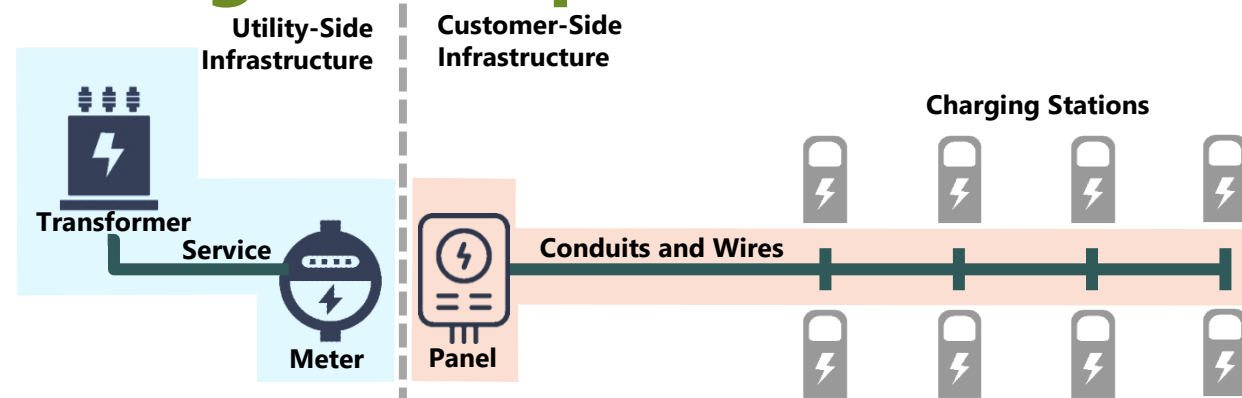 Utility-Side
Infrastructure
Customer-Side
Infrastructure
Charging Stations
Transformer
Service
Conduits and Wires
Meter
Panel